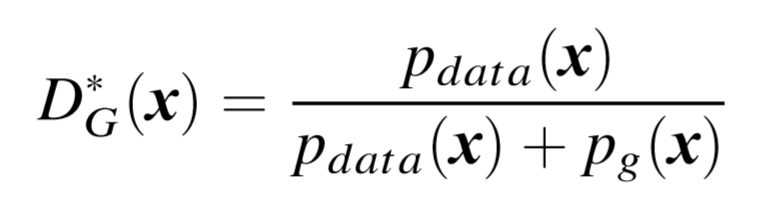 D*_G(x) = p_data(x) / (p_data(x) + p_g(x))